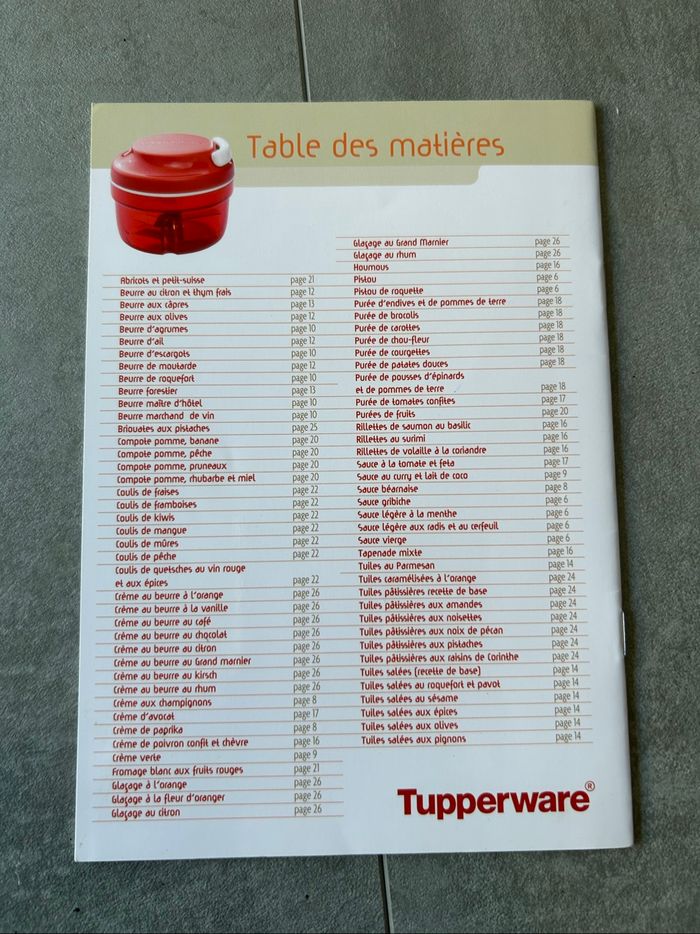 Table des matières
Abricots et petit-suisse page 21
Beurre au citron et thym frais page 12
Beurre aux câpres page 13
Beurre aux olives page 12
Beurre d'agrumes page 10
Beurre d'ail page 12
Beurre d'escargots page 10
Beurre de moutarde page 12
Beurre de roquefort page 10
Beurre forestier page 13
Beurre maître d'hôtel page 10
Beurre marchand de vin page 10
Briouates aux pistaches page 25
Compote pomme, banane page 20
Compote pomme, pêche page 20
Compote pomme, pruneaux page 20
Compote pomme, rhubarbe et miel page 20
Coulis de fraises page 22
Coulis de framboises page 22
Coulis de kiwis page 22
Coulis de mangue page 22
Coulis de mûres page 22
Coulis de pêche page 22
Coulis de quetsches au vin rouge
et aux épices page 22
Crème au beurre à l'orange page 26
Crème au beurre à la vanille page 26
Crème au beurre au café page 26
Crème au beurre au chocolat page 26
Crème au beurre au citron page 26
Crème au beurre au Grand marnier page 26
Crème au beurre au kirsch page 26
Crème au beurre au rhum page 26
Crème aux champignons page 8
Crème d'avocat page 17
Crème de paprika page 8
Crème de poivron confit et chèvre page 16
Crème verte page 9
Fromage blanc aux fruits rouges page 21
Glaçage à l'orange page 26
Glaçage à la fleur d'oranger page 26
Glaçage au citron page 26
Glaçage au Grand Marnier page 26
Glaçage au rhum page 26
Houmous page 16
Pistou page 6
Pistou de roquette page 6
Purée d'endives et de pommes de terre page 18
Purée de brocolis page 18
Purée de carottes page 18
Purée de chou-fleur page 18
Purée de courgettes page 18
Purée de patates douces page 18
Purée de pousses d'épinards
et de pommes de terre page 18
Purée de tomates confites page 17
Purées de fruits page 20
Rillettes de saumon au basilic page 16
Rillettes au surimi page 16
Rillettes de volaille à la coriandre page 16
Sauce à la tomate et feta page 17
Sauce au curry et lait de coco page 9
Sauce béarnaise page 8
Sauce gribiche page 6
Sauce légère à la menthe page 6
Sauce légère aux radis et au cerfeuil page 6
Sauce vierge page 6
Tapenade mixte page 16
Tuiles au Parmesan page 14
Tuiles caramélisées à l'orange page 24
Tuiles pâtissières recette de base page 24
Tuiles pâtissières aux amandes page 24
Tuiles pâtissières aux noisettes page 24
Tuiles pâtissières aux noix de pécan page 24
Tuiles pâtissières aux pistaches page 24
Tuiles pâtissières aux raisins de Corinthe page 24
Tuiles salées (recette de base) page 14
Tuiles salées au roquefort et pavot page 14
Tuiles salées au sésame page 14
Tuiles salées aux épices page 14
Tuiles salées aux olives page 14
Tuiles salées aux pignons page 14
Tupperware®